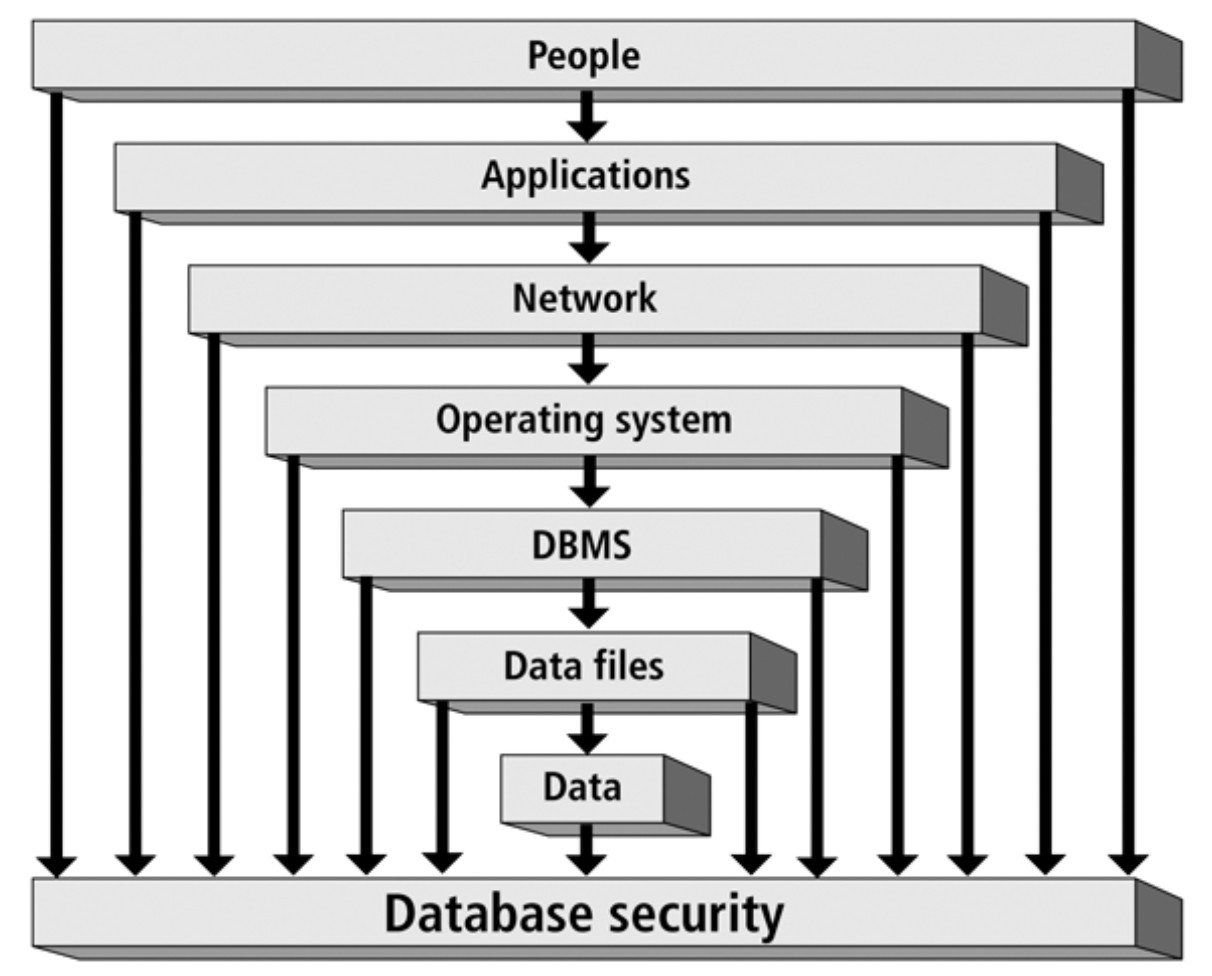 People
Applications
Network
Operating system
DBMS
Data files
Data
Database security